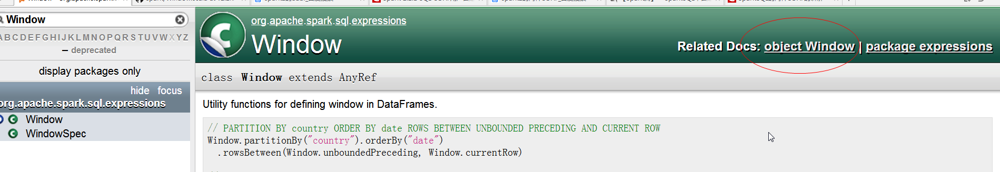 Window
ABCDEFGHIJKLMNOPQRSTUVWXYZ
– deprecated
display packages only
hide focus
org.apache.spark.sql.expressions
Window
WindowSpec
org.apache.spark.sql.expressions
Window
Related Docs: object Window | package expressions
class Window extends AnyRef
Utility functions for defining window in DataFrames.
// PARTITION BY country ORDER BY date ROWS BETWEEN UNBOUNDED PRECEDING AND CURRENT ROW
Window.partitionBy("country").orderBy("date")
.rowsBetween(Window.unboundedPreceding, Window.currentRow)